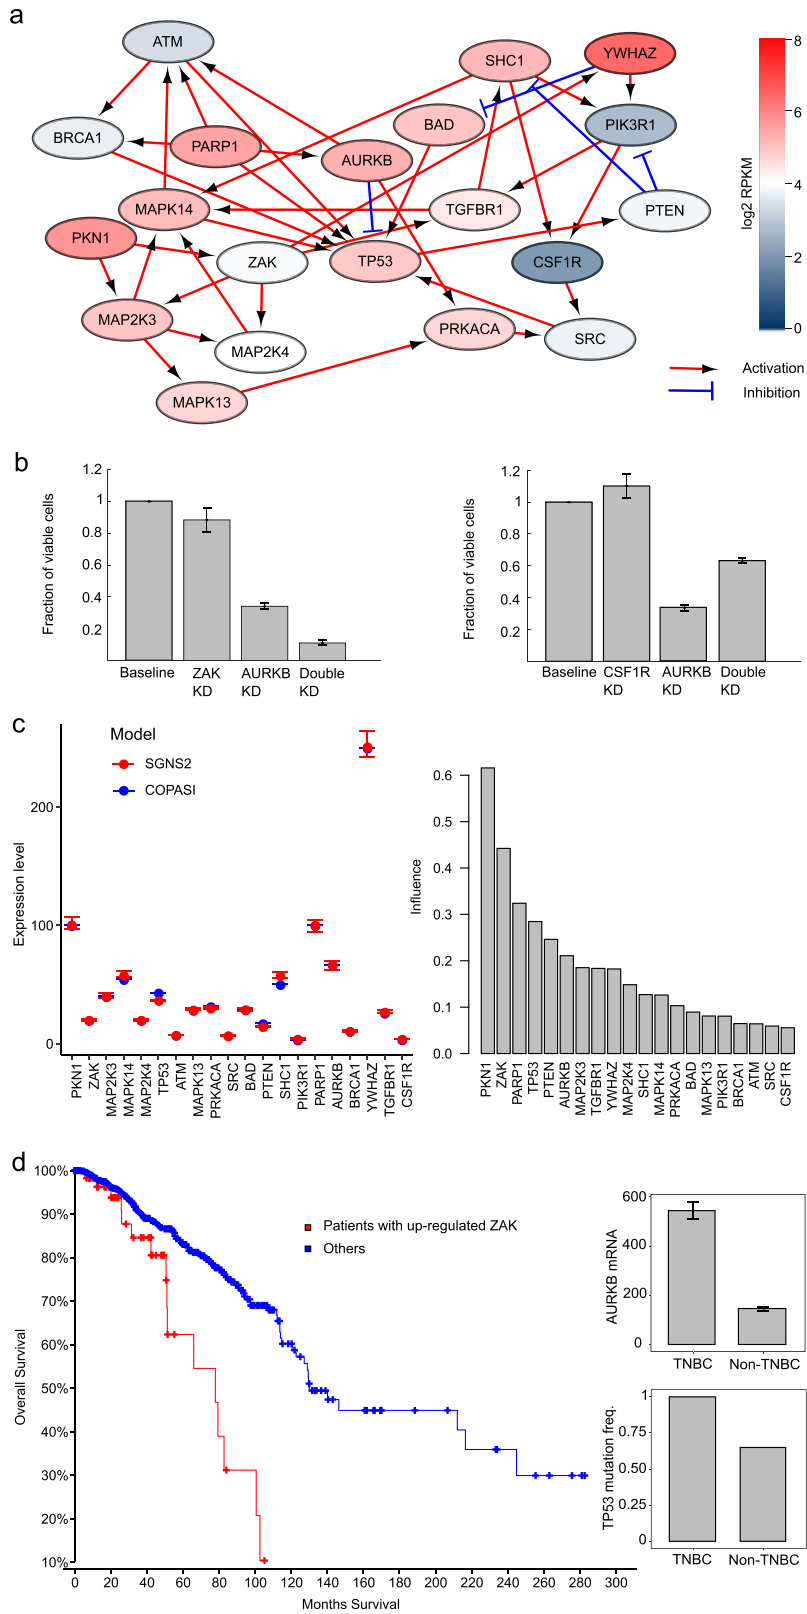 a
ATM
SHC1
YWHAZ
BRCA1
PARP1
AURKB
BAD
PIK3R1
MAPK14
TGFBR1
PTEN
PKN1
ZAK
TP53
CSF1R
MAP2K3
MAP2K4
PRKACA
SRC
MAPK13
8
6
4
2
0
log2 RPKM
Activation
Inhibition
b
Fraction of viable cells
1.2
1
0.8
0.6
0.4
0.2
Baseline
ZAK
KD
AURKB
KD
Double
KD
Fraction of viable cells
1.2
1
0.8
0.6
0.4
0.2
Baseline
CSF1R
KD
AURKB
KD
Double
KD
c
Model
SGNS2
COPASI
Expression level
200
100
0
PKN1
ZAK
MAP2K3
MAPK14
MAP2K4
TP53
ATM
MAPK13
PRKACA
SRC
BAD
PTEN
SHC1
PIK3R1
PARP1
AURKB
BRCA1
YWHAZ
TGFBR1
CSF1R
Influence
0.6
0.5
0.4
0.3
0.2
0.1
0.0
PKN1
ZAK
PARP1
TP53
PTEN
AURKB
MAP2K3
TGFBR1
YWHAZ
MAP2K4
SHC1
MAPK14
PRKACA
BAD
MAPK13
PIK3R1
BRCA1
ATM
SRC
CSF1R
d
Overall Survival
100%
90%
80%
70%
60%
50%
40%
30%
20%
10%
0 20 40 60 80 100 120 140 160 180 200 220 240 260 280 300
Months Survival
Patients with up-regulated ZAK
Others
AURKB mRNA
600
400
200
0
TNBC Non-TNBC
TP53 mutation freq.
1
0.75
0.5
0.25
0
TNBC Non-TNBC